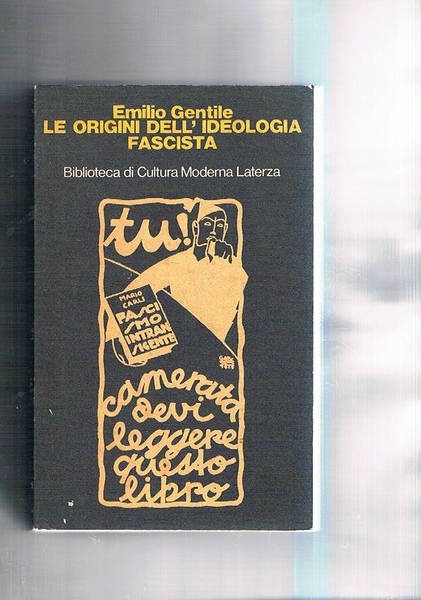 Emilio Gentile
LE ORIGINI DELL'IDEOLOGIA
FASCISTA
Biblioteca di Cultura Moderna Laterza
tu!
MARIO
CARLI
FASCI
SMO
INTRAN
SIGENTE
camerata
devi
leggere
questo
libro